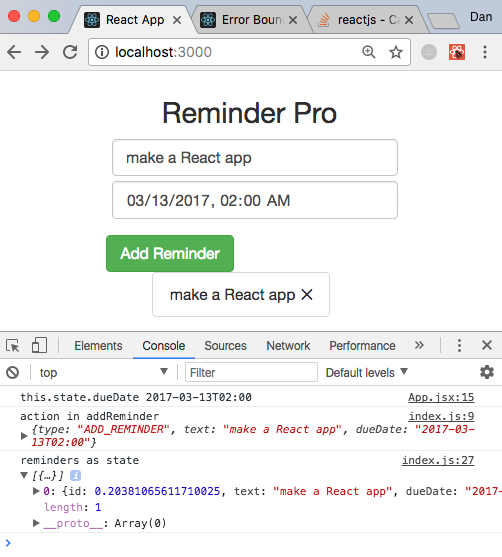 React App
Error Boun
reactjs - Ca
Dan
localhost:3000
Reminder Pro
make a React app
03/13/2017, 02:00 AM
Add Reminder
make a React app
Elements Console Sources Network Performance »
top Filter Default levels
this.state.dueDate 2017-03-13T02:00 App.jsx:15
action in addReminder index.js:9
{type: "ADD_REMINDER", text: "make a React app", dueDate: "2017-03-
13T02:00"}
reminders as state index.js:27
[{…}] i
0: {id: 0.20381065611710025, text: "make a React app", dueDate: "2017-
length: 1
__proto__: Array(0)